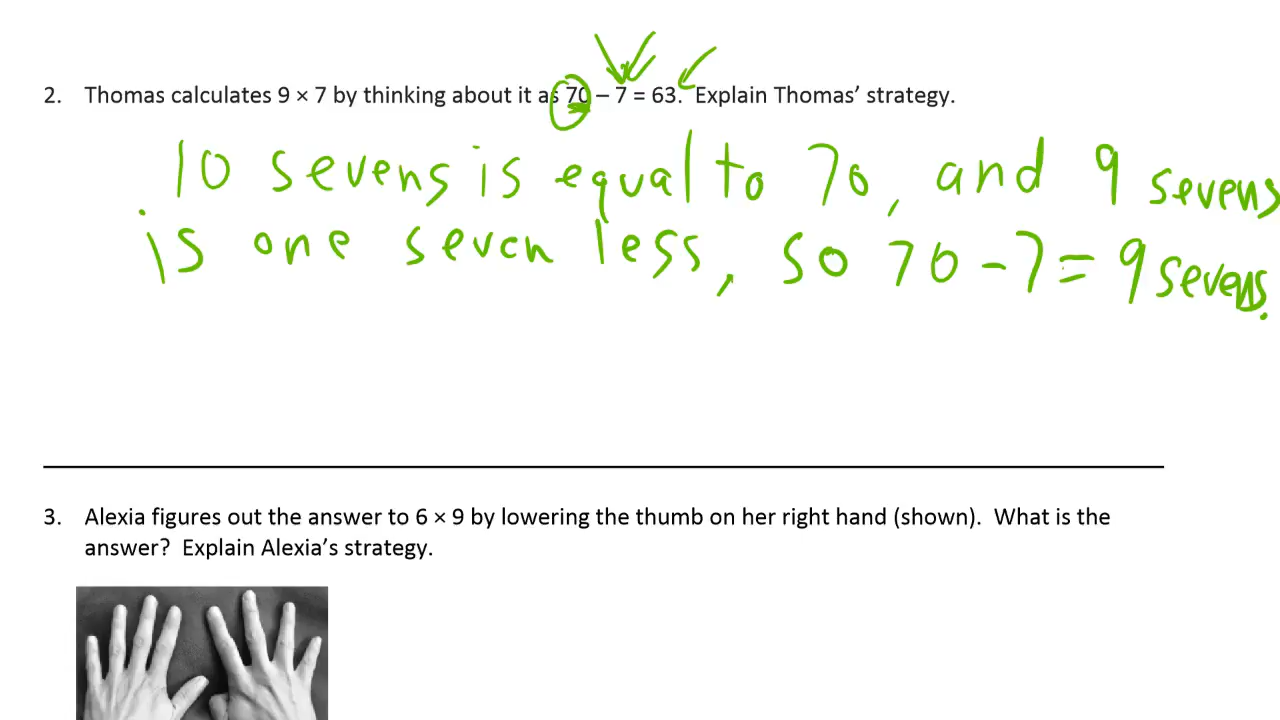 2. Thomas calculates 9 × 7 by thinking about it as 70 – 7 = 63. Explain Thomas’ strategy.
10 sevens is equal to 70, and 9 sevens
is one seven less, so 70 - 7 = 9 sevens.
3. Alexia figures out the answer to 6 × 9 by lowering the thumb on her right hand (shown). What is the
answer? Explain Alexia’s strategy.